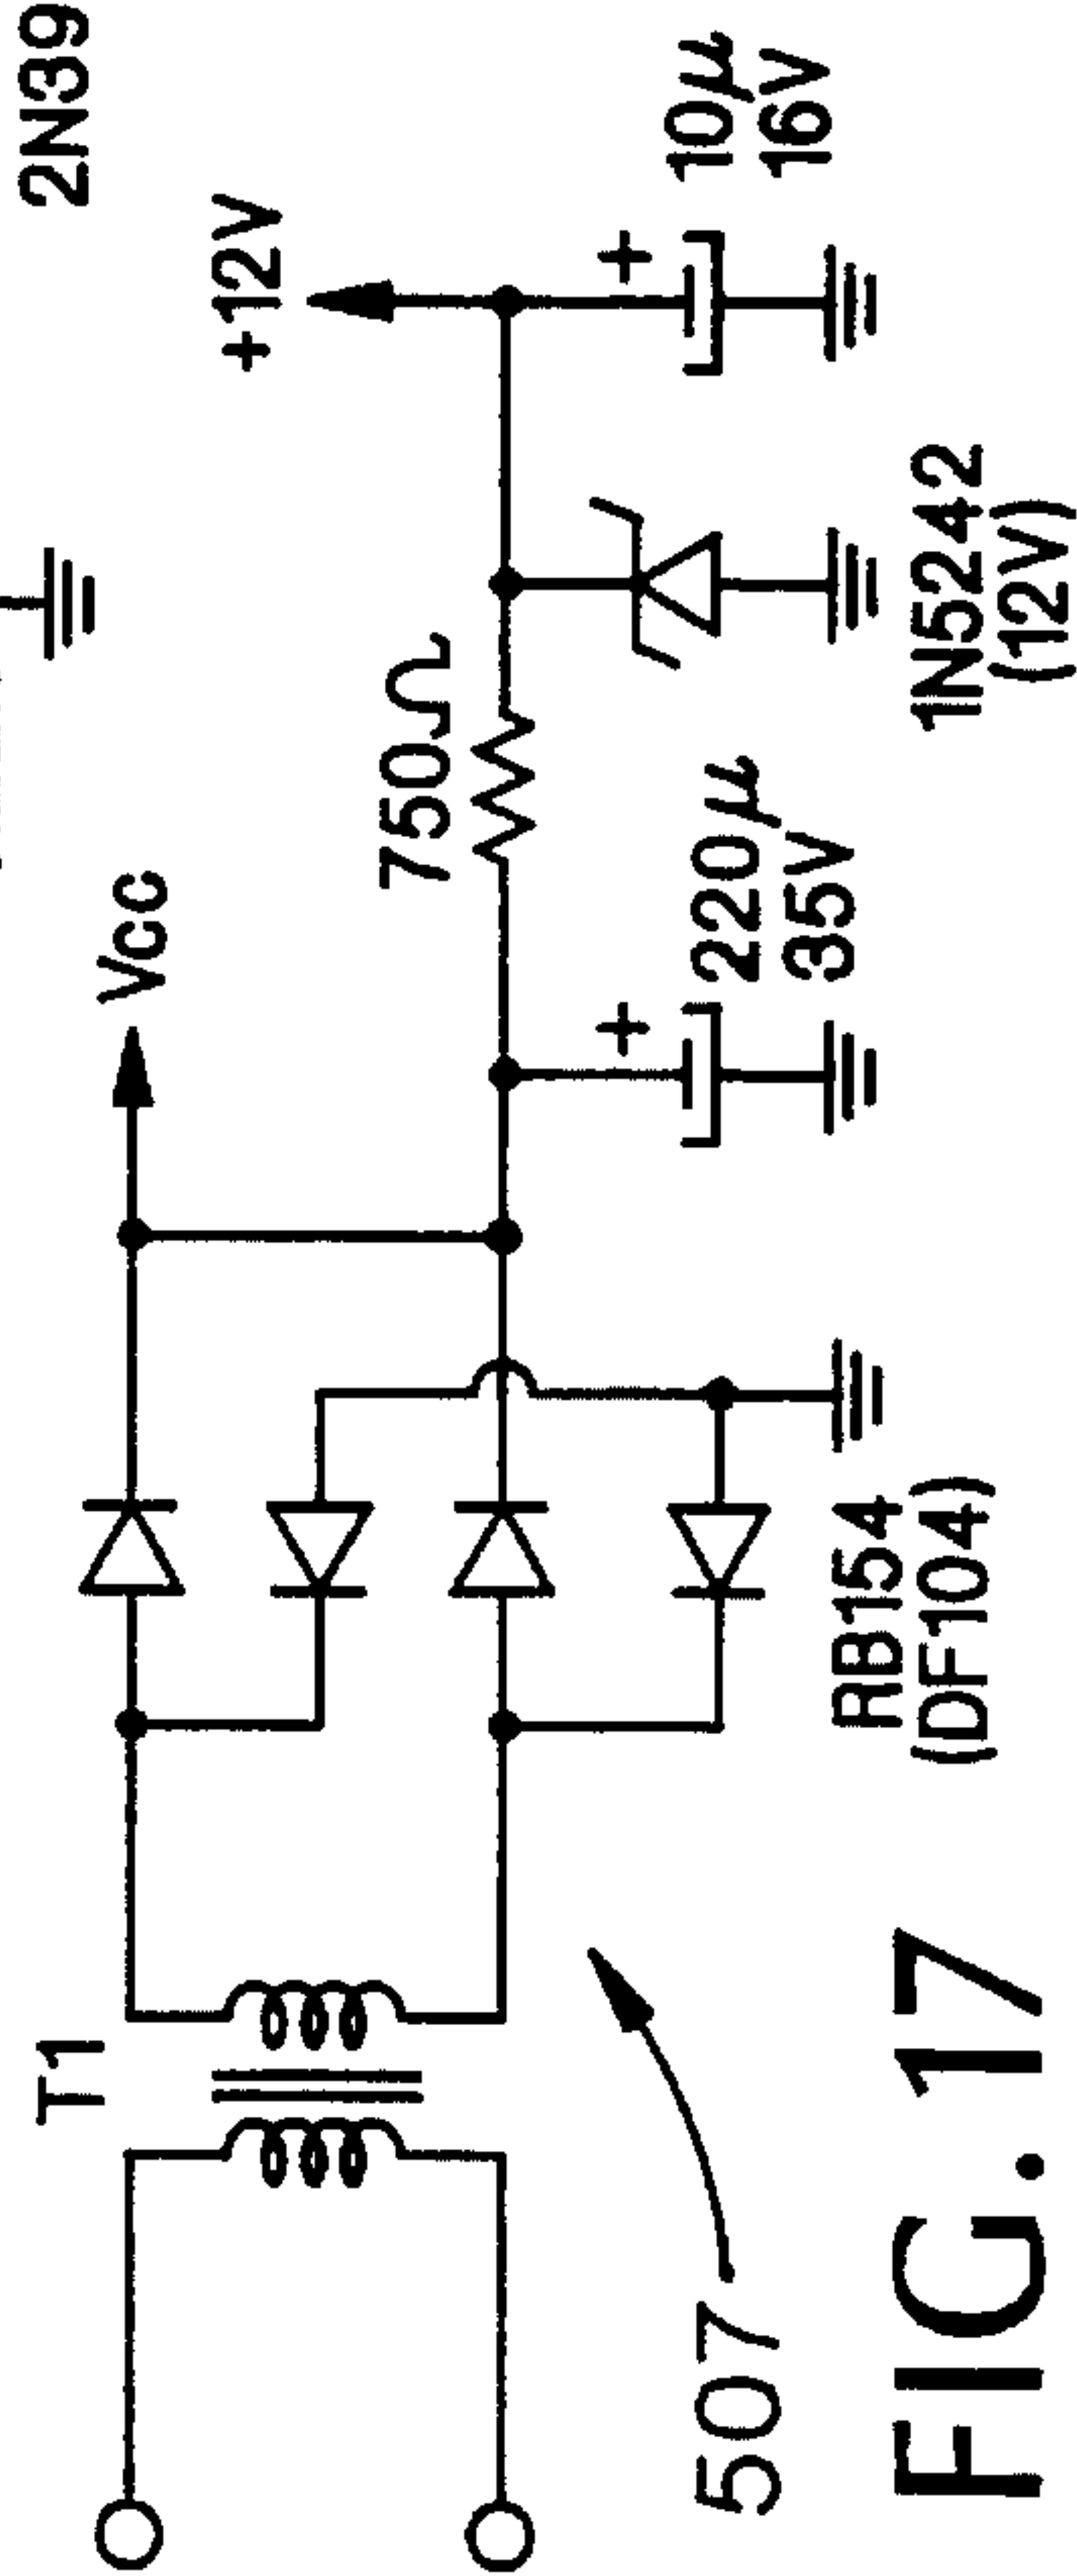 2N39
+12V
Vcc
750Ω
10μ
16V
220μ
35V
1N5242
(12V)
T1
RB154
(DF104)
507
FIG. 17